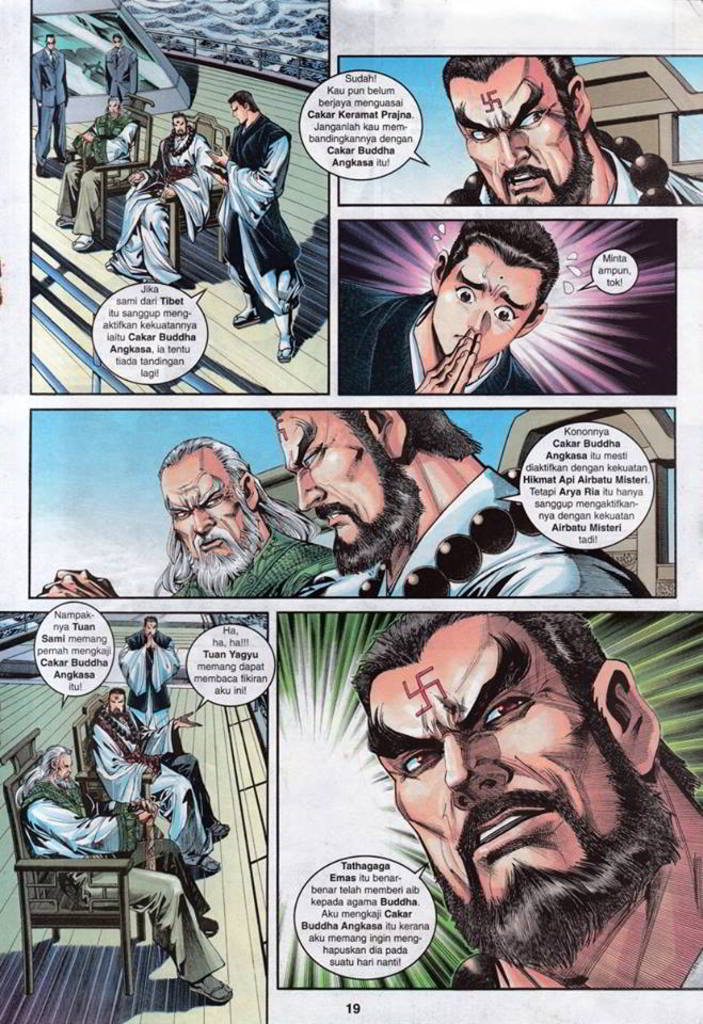 Jika
sami dari Tibet
itu sanggup meng-
aktifkan kekuatannya
iaitu Cakar Buddha
Angkasa, ia tentu
tiada tandingan
lagi!
Sudah!
Kau pun belum
berjaya menguasai
Cakar Keramat Prajna.
Janganlah kau mem-
bandingkannya dengan
Cakar Buddha
Angkasa itu!
Minta
ampun,
tok!
Kononnya
Cakar Buddha
Angkasa itu mesti
diaktifkan dengan kekuatan
Hikmat Api Airbatu Misteri.
Tetapi Arya Ria itu hanya
sanggup mengaktifkan-
nya dengan kekuatan
Airbatu Misteri
tadi!
Nampak-
nya Tuan
Sami memang
pernah mengkaji
Cakar Buddha
Angkasa
itu!
Ha,
ha, ha!!!
Tuan Yagyu
memang dapat
membaca fikiran
aku ini!
Tathagaga
Emas itu benar-
benar telah memberi aib
kepada agama Buddha.
Aku mengkaji Cakar
Buddha Angkasa itu kerana
aku memang ingin meng-
hapuskan dia pada
suatu hari nanti!
19